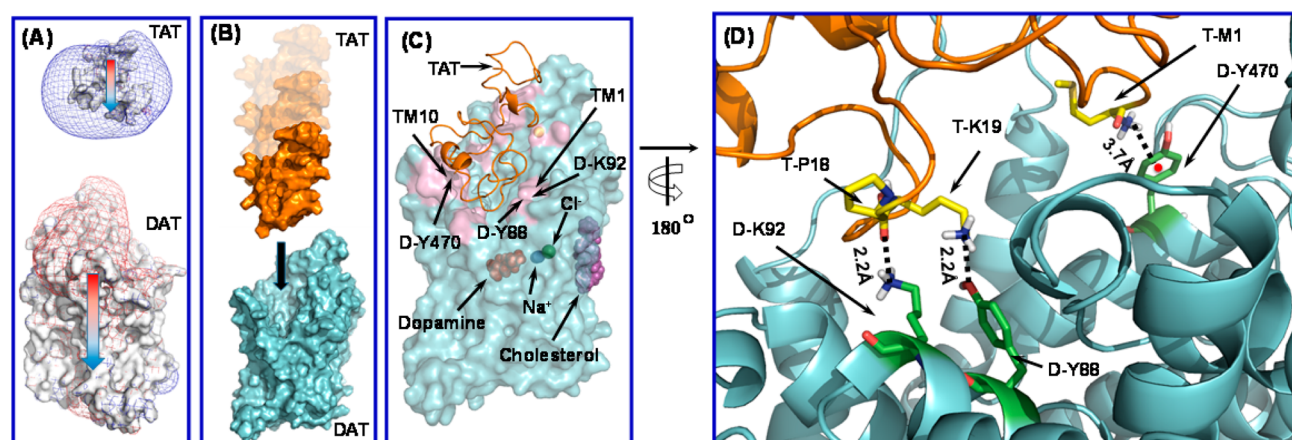 (A)
TAT
DAT
(B)
TAT
DAT
(C)
TAT
TM1
TM10
D-K92
Cl-
D-Y470
D-Y88
Na+
Dopamine
Cholesterol
180°
(D)
T-M1
D-Y470
T-K19
3.7Å
T-P18
D-K92
2.2Å
2.2Å
D-Y88